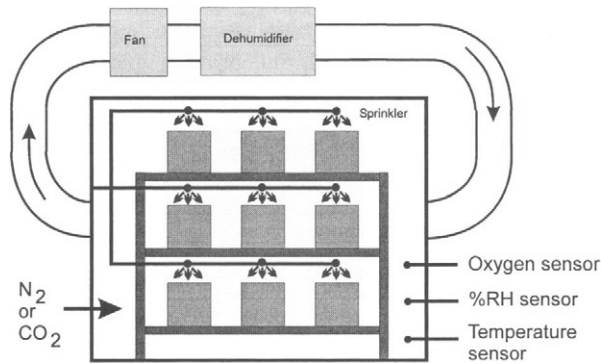 Fan
Dehumidifier
Sprinkler
Oxygen sensor
N2
or
CO2
%RH sensor
Temperature
sensor